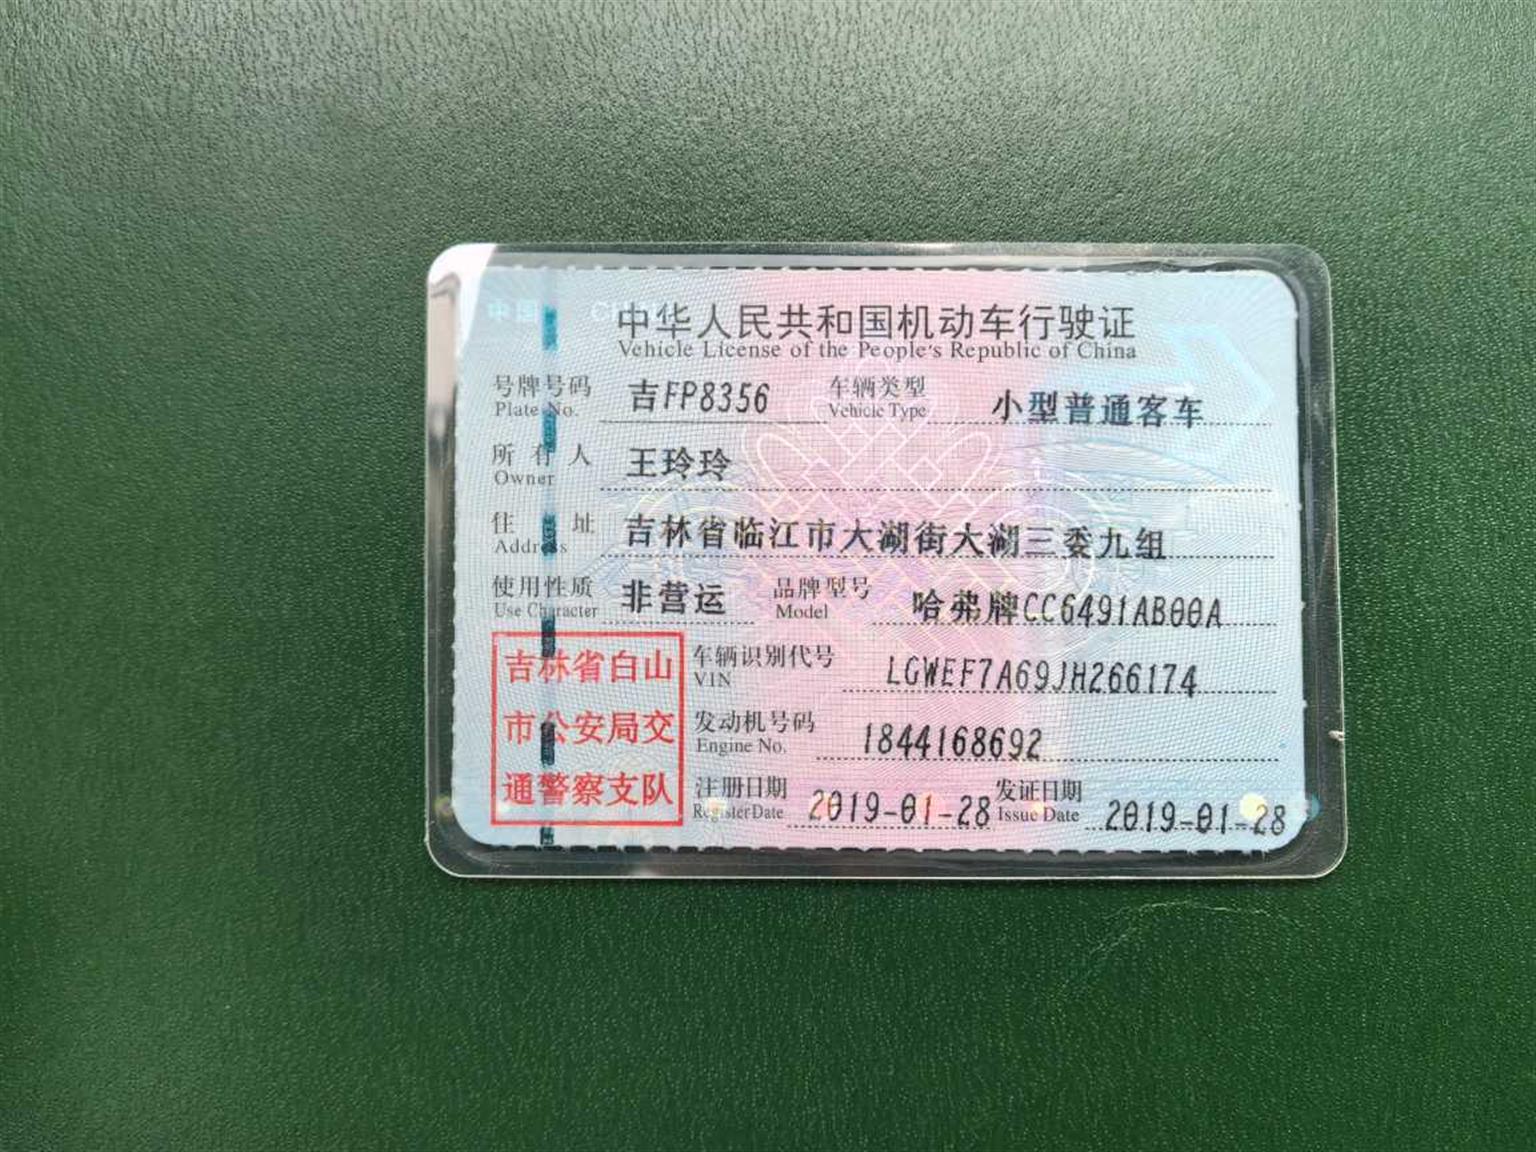 中国 CHINA
中华人民共和国机动车行驶证
Vehicle License of the People's Republic of China
号牌号码 吉FP8356 车辆类型 小型普通客车
Plate No. Vehicle Type
所有人 王玲玲
Owner
住址 吉林省临江市大湖街大湖三委九组
Address
使用性质 非营运 品牌型号 哈弗牌CC6491AB00A
Use Character Model
吉林省白山
市公安局交
通警察支队
车辆识别代号 LGWEF7A69JH266174
VIN
发动机号码 1844168692
Engine No.
注册日期 2019-01-28 发证日期 2019-01-28
Register Date Issue Date